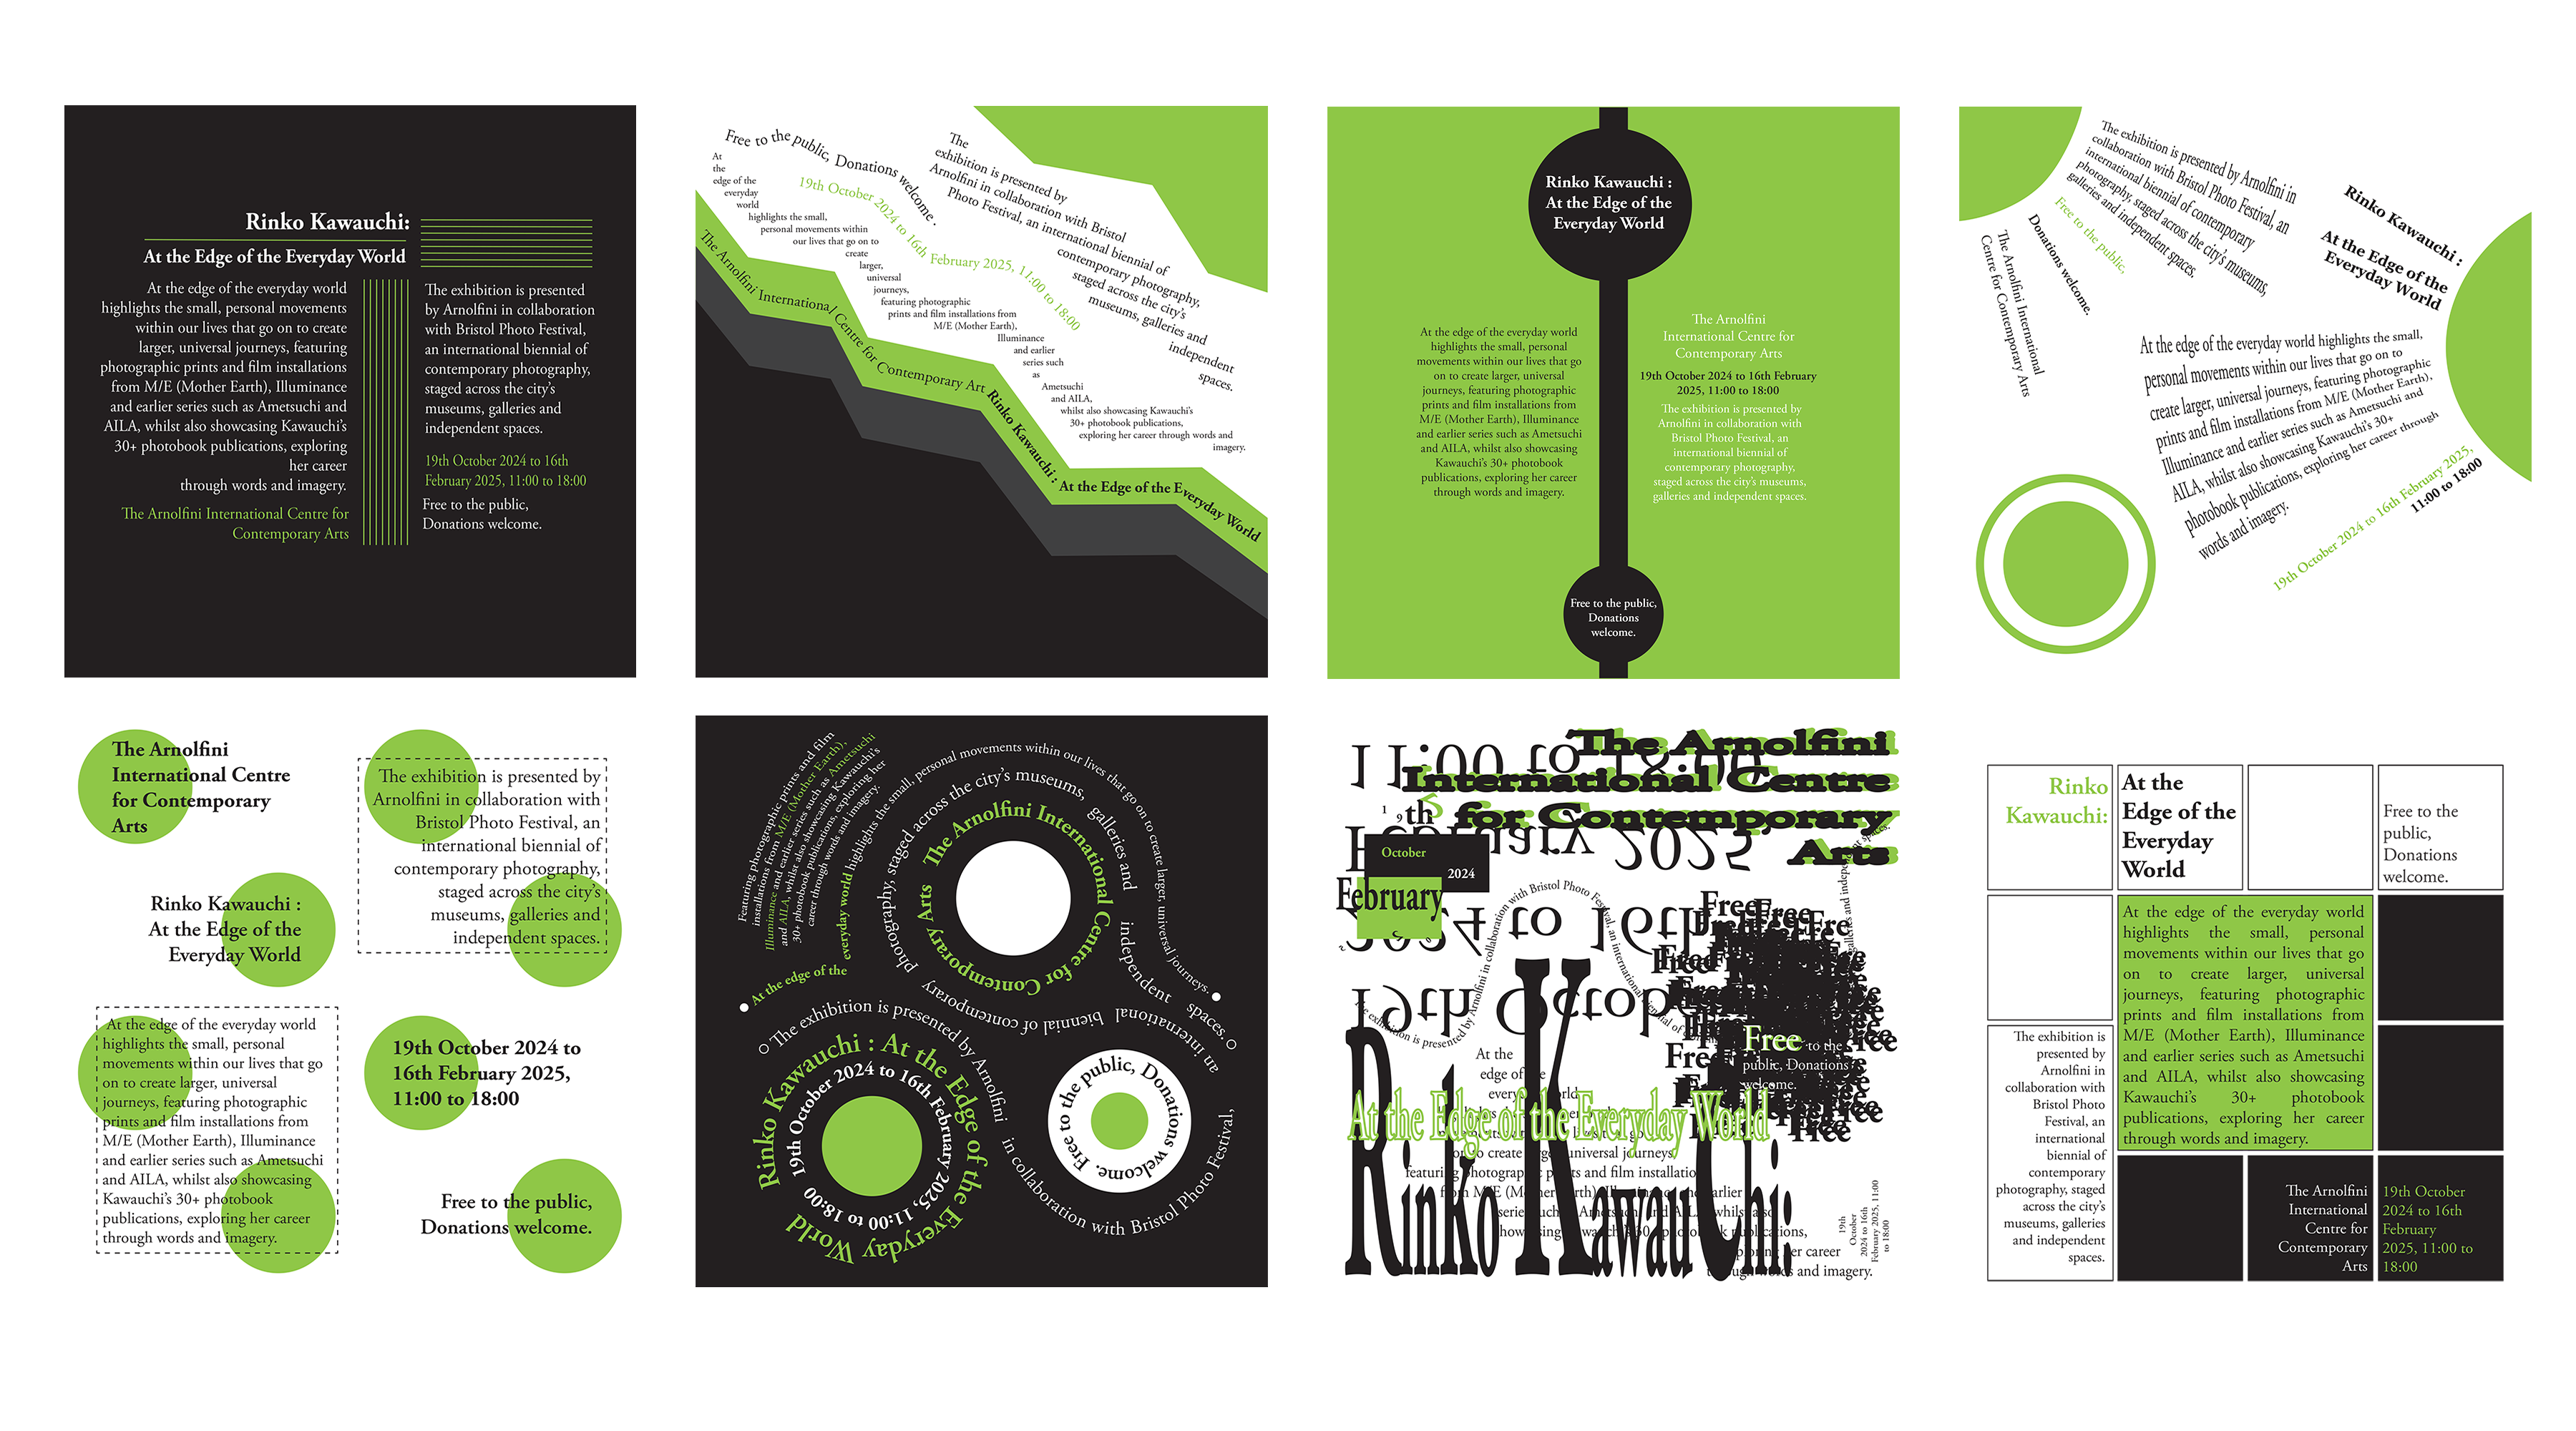 Rinko Kawauchi:
At the Edge of the Everyday World
At the edge of the everyday world
highlights the small, personal movements
within our lives that go on to create
larger, universal journeys, featuring
photographic prints and film installations
from M/E (Mother Earth), Illuminance
and earlier series such as Ametsuchi and
AILA, whilst also showcasing Kawauchi's
30+ photobook publications, exploring
her career
through words and imagery.
The Arnolfini International Centre for
Contemporary Arts
The exhibition is presented
by Arnolfini in collaboration
with Bristol Photo Festival,
an international biennial of
contemporary photography,
staged across the city's
museums, galleries and
independent spaces.
19th October 2024 to 16th
February 2025, 11:00 to 18:00
Free to the public,
Donations welcome.
Free to the public, Donations welcome.
At
the
edge of the
everyday
world
highlights the small,
personal movements within
our lives that go on to
create
larger,
universal
journeys,
featuring photographic
prints and film installations from
M/E (Mother Earth),
Illuminance
and earlier
series such
as
Ametsuchi
and AILA,
whilst also showcasing Kawauchi's
30+ photobook publications,
exploring her career through words and
imagery.
19th October 2024 to 16th February 2025, 11:00 to 18:00
The
exhibition is presented by
Arnolfini in collaboration with Bristol
Photo Festival, an international biennial of
contemporary photography,
staged across the city's
museums, galleries and
independent
spaces.
The Arnolfini International Centre for Contemporary Art Rinko Kawauchi: At the Edge of the Everyday World
Rinko Kawauchi :
At the Edge of the
Everyday World
At the edge of the everyday world
highlights the small, personal
movements within our lives that go
on to create larger, universal
journeys, featuring photographic
prints and film installations from
M/E (Mother Earth), Illuminance
and earlier series such as Ametsuchi
and AILA, whilst also showcasing
Kawauchi's 30+ photobook
publications, exploring her career
through words and imagery.
The Arnolfini
International Centre for
Contemporary Arts
19th October 2024 to 16th February
2025, 11:00 to 18:00
The exhibition is presented by
Arnolfini in collaboration with
Bristol Photo Festival, an
international biennial of
contemporary photography,
staged across the city's museums,
galleries and independent spaces.
Free to the public,
Donations
welcome.
The exhibition is presented by Arnolfini in
collaboration with Bristol Photo Festival, an
international biennial of contemporary
photography, staged across the city's museums,
galleries and independent spaces.
Free to the public,
Donations welcome.
The Arnolfini International
Centre for Contemporary Arts
Rinko Kawauchi :
At the Edge of the
Everyday World
At the edge of the everyday world highlights the small,
personal movements within our lives that go on to
create larger, universal journeys, featuring photographic
prints and film installations from M/E (Mother Earth),
Illuminance and earlier series such as Ametsuchi and
AILA, whilst also showcasing Kawauchi's 30+
photobook publications, exploring her career through
words and imagery.
19th October 2024 to 16th February 2025,
11:00 to 18:00
The Arnolfini
International Centre
for Contemporary
Arts
Rinko Kawauchi :
At the Edge of the
Everyday World
At the edge of the everyday world
highlights the small, personal
movements within our lives that go
on to create larger, universal
journeys, featuring photographic
prints and film installations from
M/E (Mother Earth), Illuminance
and earlier series such as Ametsuchi
and AILA, whilst also showcasing
Kawauchi's 30+ photobook
publications, exploring her career
through words and imagery.
The exhibition is presented by
Arnolfini in collaboration with
Bristol Photo Festival, an
international biennial of
contemporary photography,
staged across the city's
museums, galleries and
independent spaces.
19th October 2024 to
16th February 2025,
11:00 to 18:00
Free to the public,
Donations welcome.
At the edge of the everyday world highlights the small, personal movements within our lives that go on to create larger, universal journeys.
Featuring photographic prints and film
installations from M/E (Mother Earth),
Illuminance and earlier series such as Ametsuchi
and AILA, whilst also showcasing Kawauchi's
30+ photobook publications, exploring her
career through words and imagery.
The Arnolfini International Centre for Contemporary Arts
The exhibition is presented by Arnolfini in collaboration with Bristol Photo Festival, an international biennial of contemporary photography, staged across the city's museums, galleries and independent spaces.
Rinko Kawauchi : At the Edge of the Everyday World
19th October 2024 to 16th February 2025, 11:00 to 18:00
Free to the public, Donations welcome.
The Arnolfini
International Centre
for Contemporary
Arts
11:00 to 18:00
February 2025
2024 to 16th
19th October
19th
October
2024
February
The exhibition is presented by Arnolfini in collaboration with Bristol Photo Festival, an international biennial of
galleries and independent spaces.
Free
Free to the
public, Donations
welcome.
At the
edge of the
everyday world
At the Edge of the Everyday World
to create larger, universal journeys,
featuring photographic prints and film
from M/E (Mother Earth)
her career
through words and imagery.
Rinko Kawauchi:
19th
October
2024 to 16th
February 2025, 11:00
to 18:00
Rinko
Kawauchi:
At the
Edge of the
Everyday
World
Free to the
public,
Donations
welcome.
At the edge of the everyday world
highlights the small, personal
movements within our lives that go
on to create larger, universal
journeys, featuring photographic
prints and film installations from
M/E (Mother Earth), Illuminance
and earlier series such as Ametsuchi
and AILA, whilst also showcasing
Kawauchi's 30+ photobook
publications, exploring her career
through words and imagery.
The exhibition is
presented by
Arnolfini in
collaboration with
Bristol Photo
Festival, an
international
biennial of
contemporary
photography, staged
across the city's
museums, galleries
and independent
spaces.
The Arnolfini
International
Centre for
Contemporary
Arts
19th October
2024 to 16th
February
2025, 11:00 to
18:00